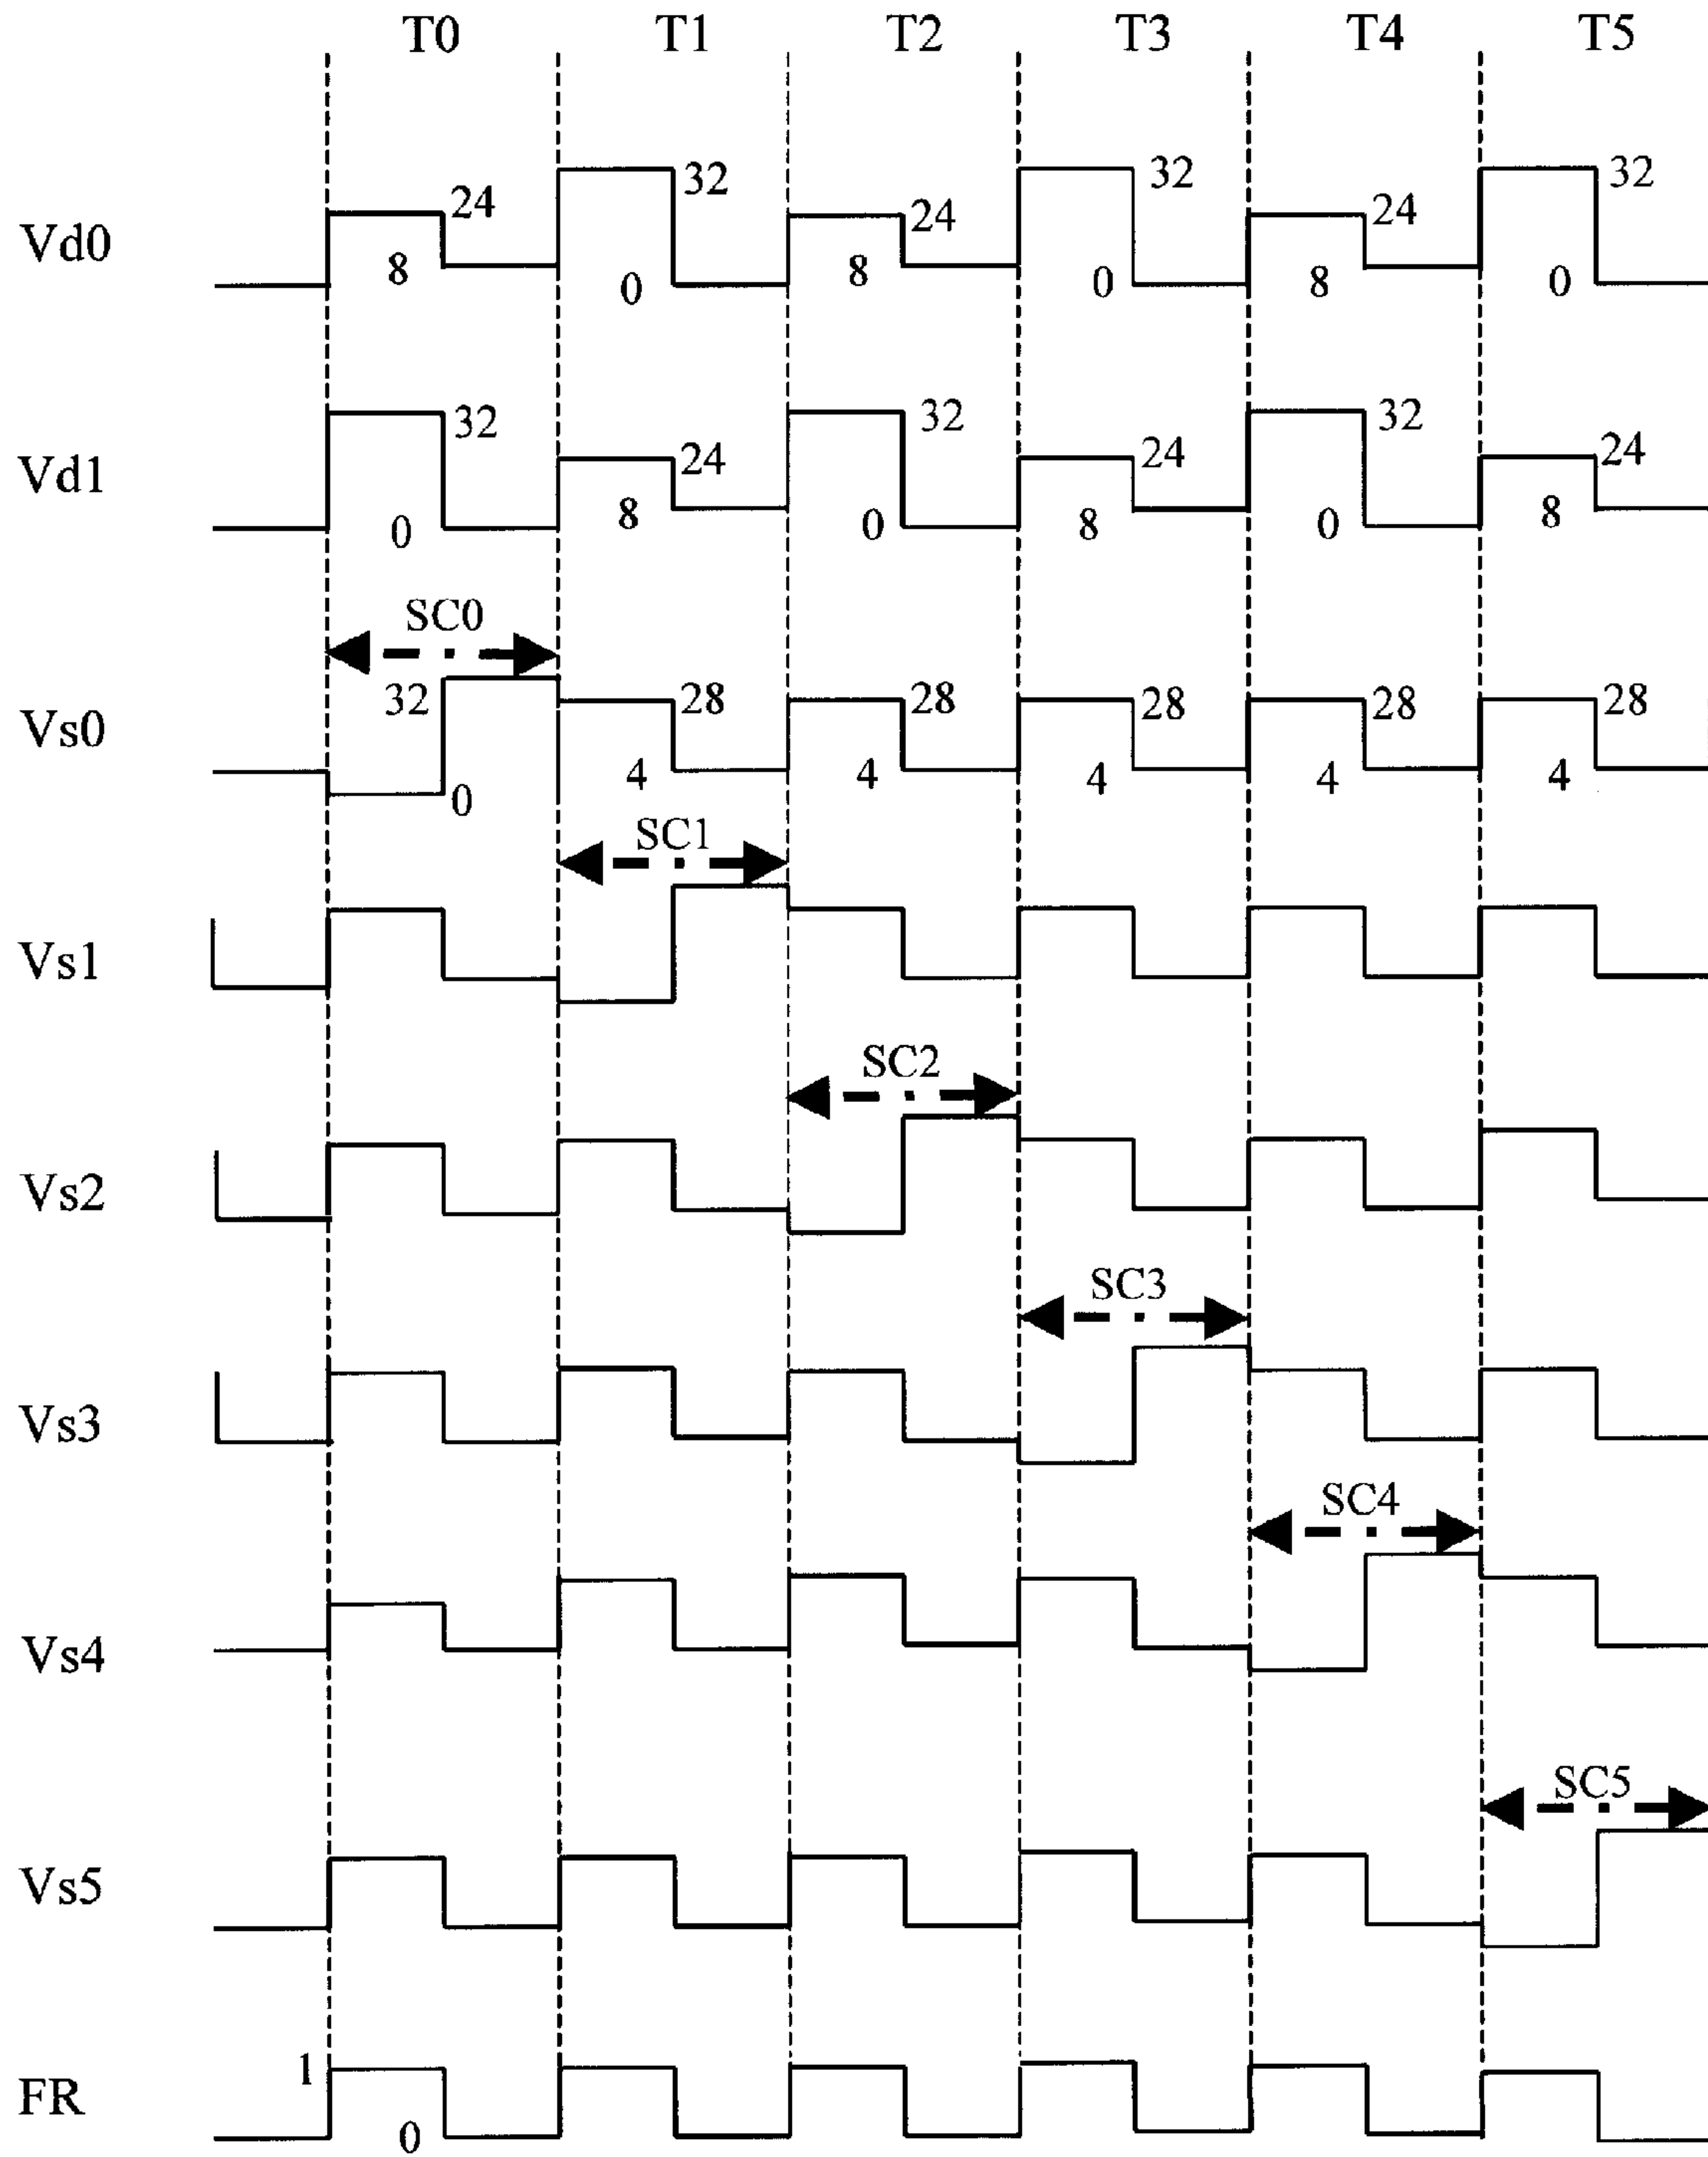 T0 T1 T2 T3 T4 T5
Vd0 8 24 0 32 8 24 0 32 8 24 0 32
Vd1 0 32 8 24 0 32 8 24 0 32 8 24
SC0
Vs0 32 0 4 28 4 28 4 28 4 28 4 28
SC1
Vs1
SC2
Vs2
SC3
Vs3
SC4
Vs4
SC5
Vs5
FR 1 0